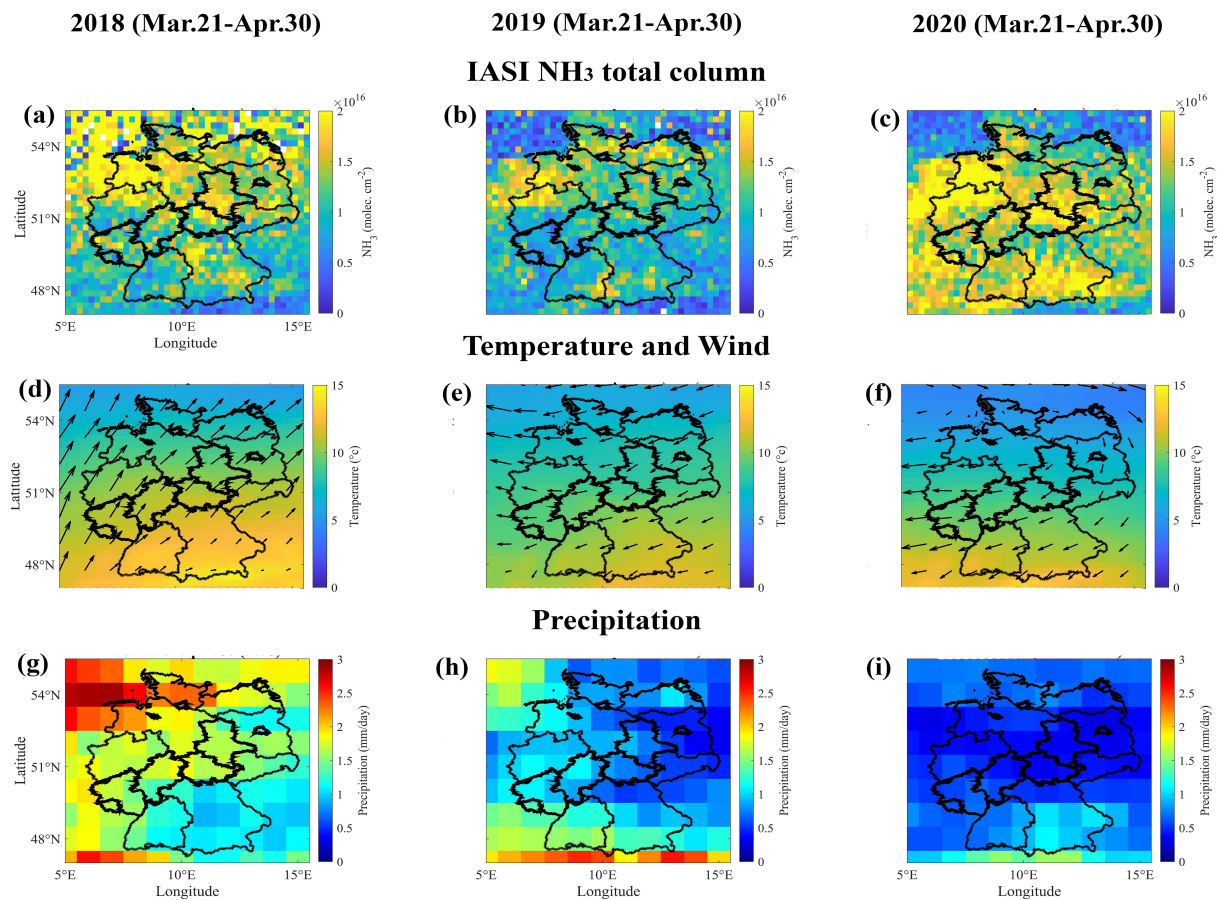 2018 (Mar.21-Apr.30) 2019 (Mar.21-Apr.30) 2020 (Mar.21-Apr.30)
IASI NH3 total column
(a) (b) (c)
×10^16 ×10^16 ×10^16
2 2 2
54°N 1.5 1.5 1.5
Latitude 51°N 1 1 1
NH3 (molec. cm-2) NH3 (molec. cm-2) NH3 (molec. cm-2)
0.5 0.5 0.5
48°N
0 0 0
5°E 10°E 15°E
Longitude
Temperature and Wind
(d) (e) (f)
15 15 15
54°N
10 10 10
Latitude 51°N Temperature (°c) Temperature (°c) Temperature (°c)
5 5 5
48°N
0 0 0
Precipitation
(g) (h) (i)
3 3 3
54°N 2.5 2.5 2.5
2 2 2
Latitude 51°N 1.5 Precipitation (mm/day) 1.5 Precipitation (mm/day) 1.5 Precipitation (mm/day)
1 1 1
48°N 0.5 0.5 0.5
0 0 0
5°E 10°E 15°E 5°E 10°E 15°E 5°E 10°E 15°E
Longitude Longitude Longitude